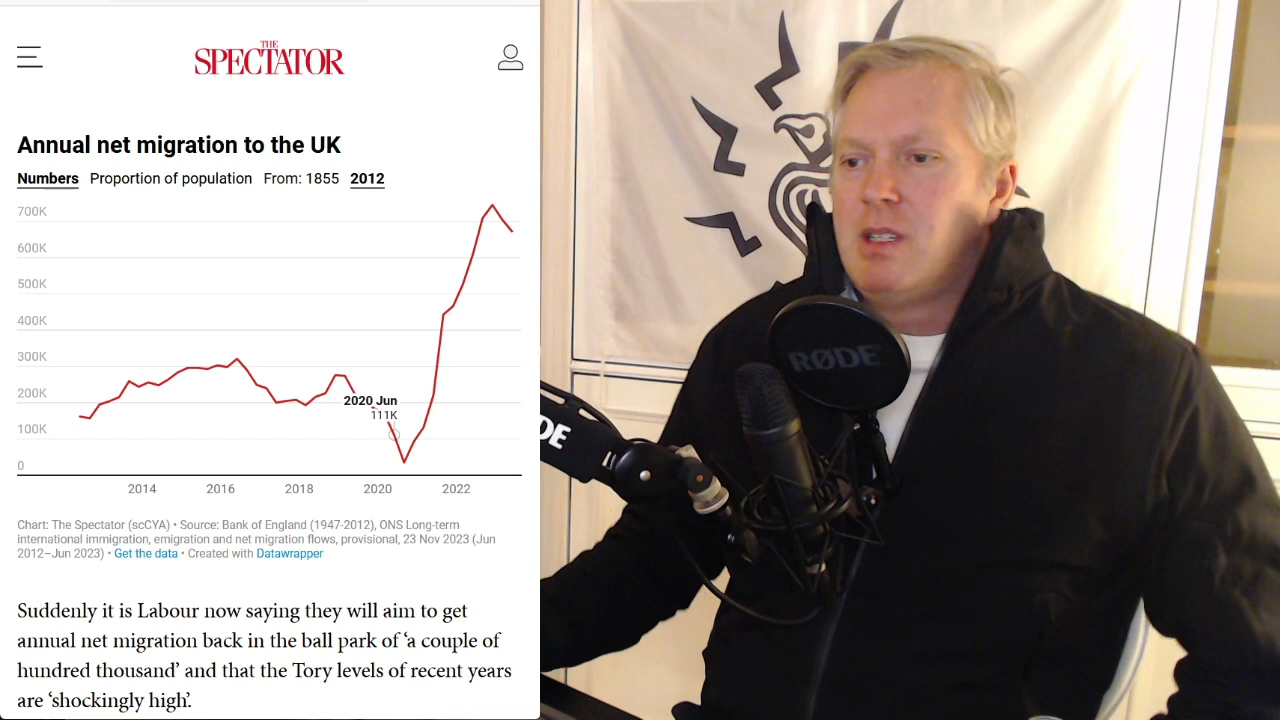 THE
SPECTATOR
Annual net migration to the UK
Numbers Proportion of population From: 1855 2012
700K
600K
500K
400K
300K
200K
100K
0
2020 Jun
111K
2014 2016 2018 2020 2022
Chart: The Spectator (scCYA) • Source: Bank of England (1947-2012), ONS Long-term
international immigration, emigration and net migration flows, provisional, 23 Nov 2023 (Jun
2012–Jun 2023) • Get the data • Created with Datawrapper
Suddenly it is Labour now saying they will aim to get
annual net migration back in the ball park of ‘a couple of
hundred thousand’ and that the Tory levels of recent years
are ‘shockingly high’.
RØDE
DE